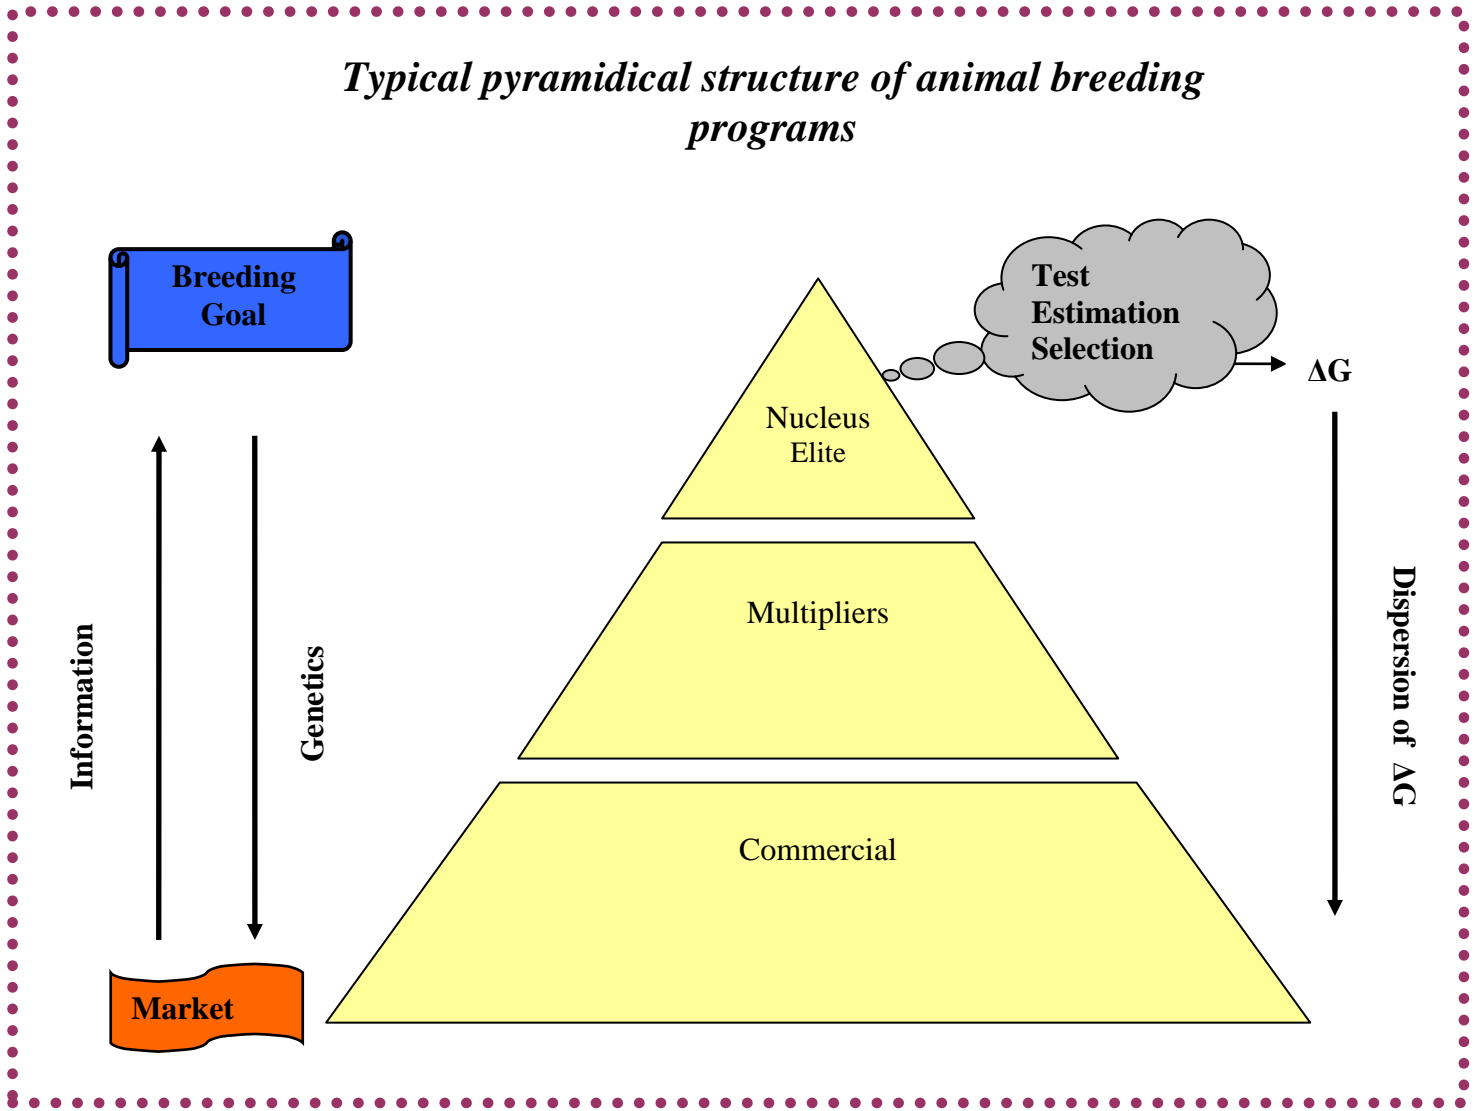 Typical pyramidical structure of animal breeding
programs
Breeding
Goal
Test
Estimation
Selection
ΔG
Nucleus
Elite
Multipliers
Commercial
Information
Genetics
Dispersion of ΔG
Market